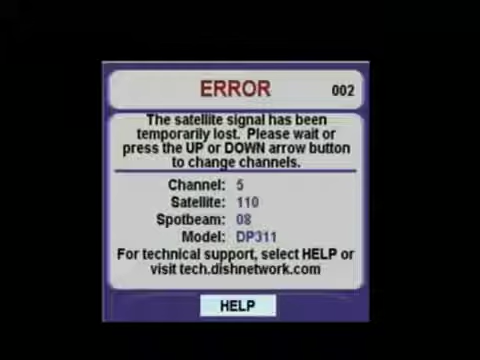 ERROR 002
The satellite signal has been
temporarily lost. Please wait or
press the UP or DOWN arrow button
to change channels.
Channel: 5
Satellite: 110
Spotbeam: 08
Model: DP311
For technical support, select HELP or
visit tech.dishnetwork.com
HELP